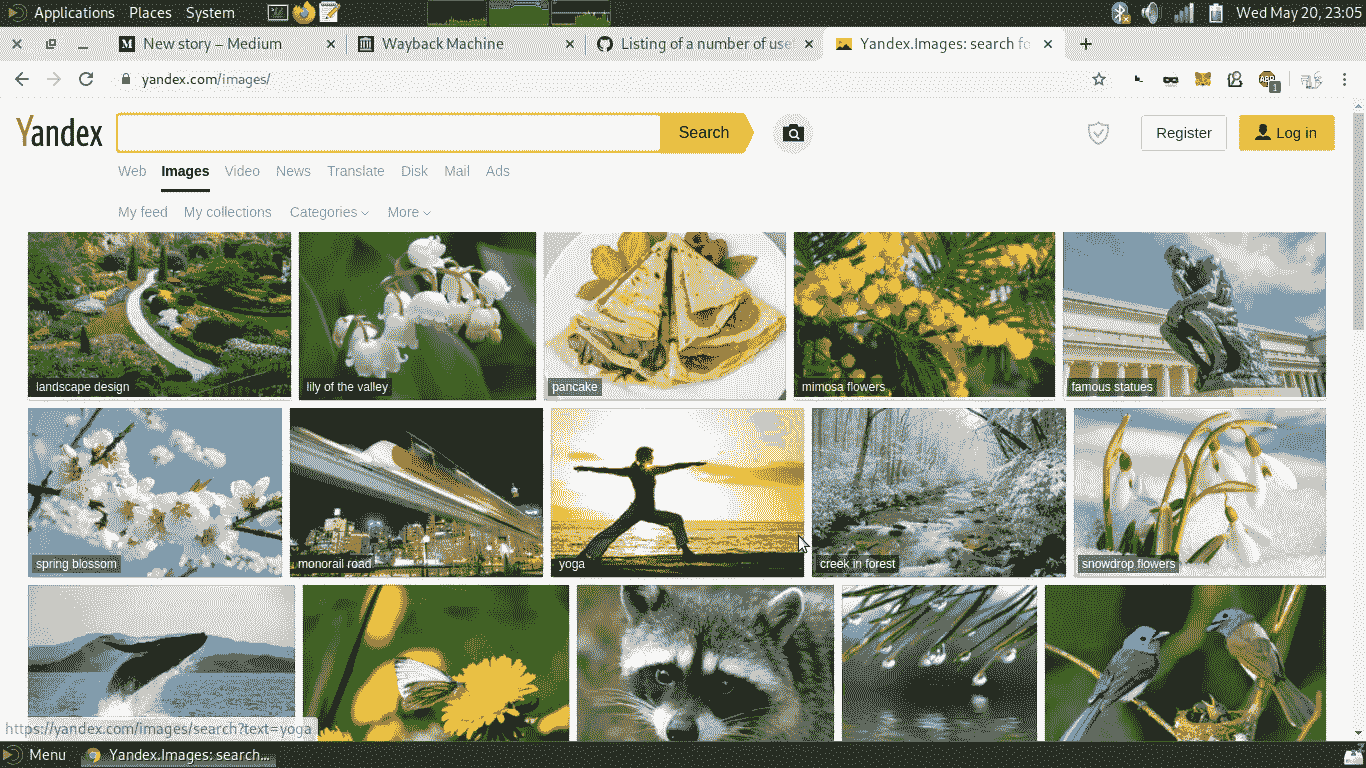 Applications Places System Wed May 20, 23:05
New story – Medium Wayback Machine Listing of a number of use Yandex.Images: search fo
yandex.com/images/ ABP 1
Yandex Search Register Log in
Web Images Video News Translate Disk Mail Ads
My feed My collections Categories More
landscape design lily of the valley pancake mimosa flowers famous statues
spring blossom monorail road yoga creek in forest snowdrop flowers
https://yandex.com/images/search?text=yoga
Menu Yandex.Images: search...